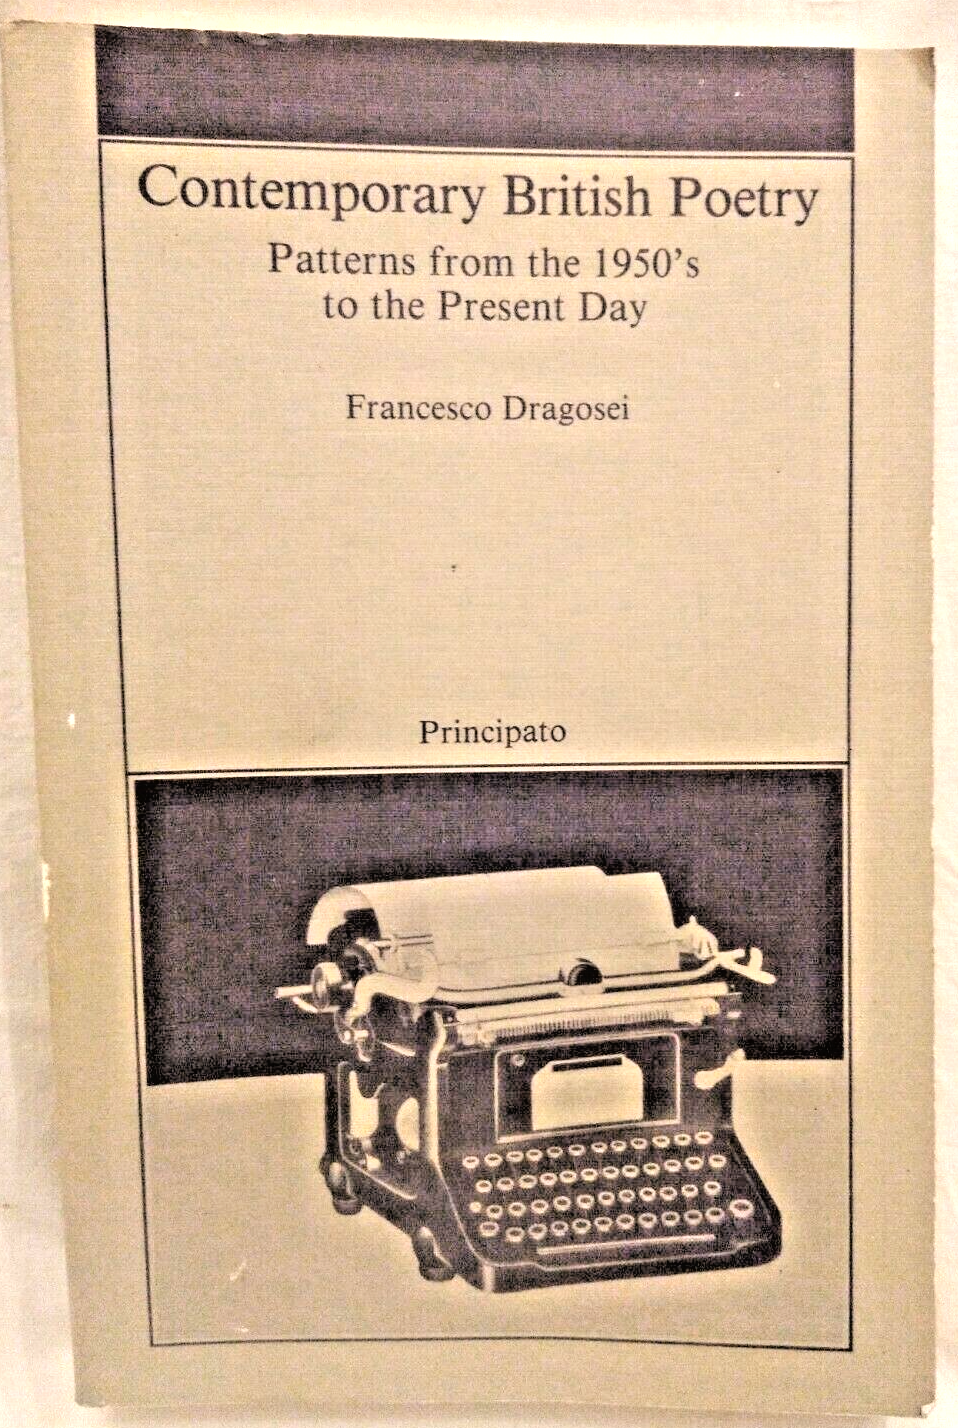 Contemporary British Poetry
Patterns from the 1950's
to the Present Day
Francesco Dragosei
Principato